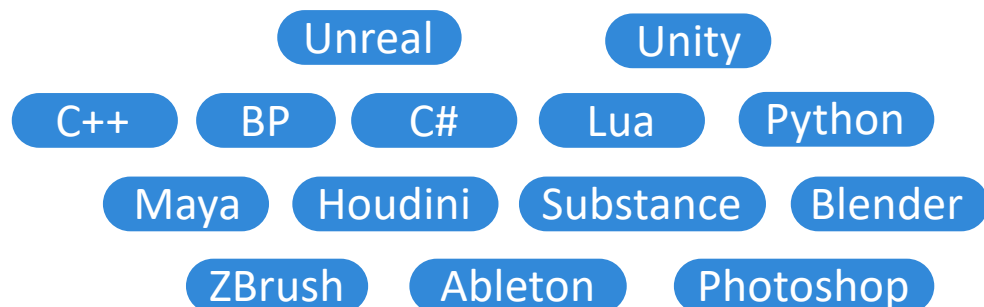 Unreal Unity
C++ BP C# Lua Python
Maya Houdini Substance Blender
ZBrush Ableton Photoshop